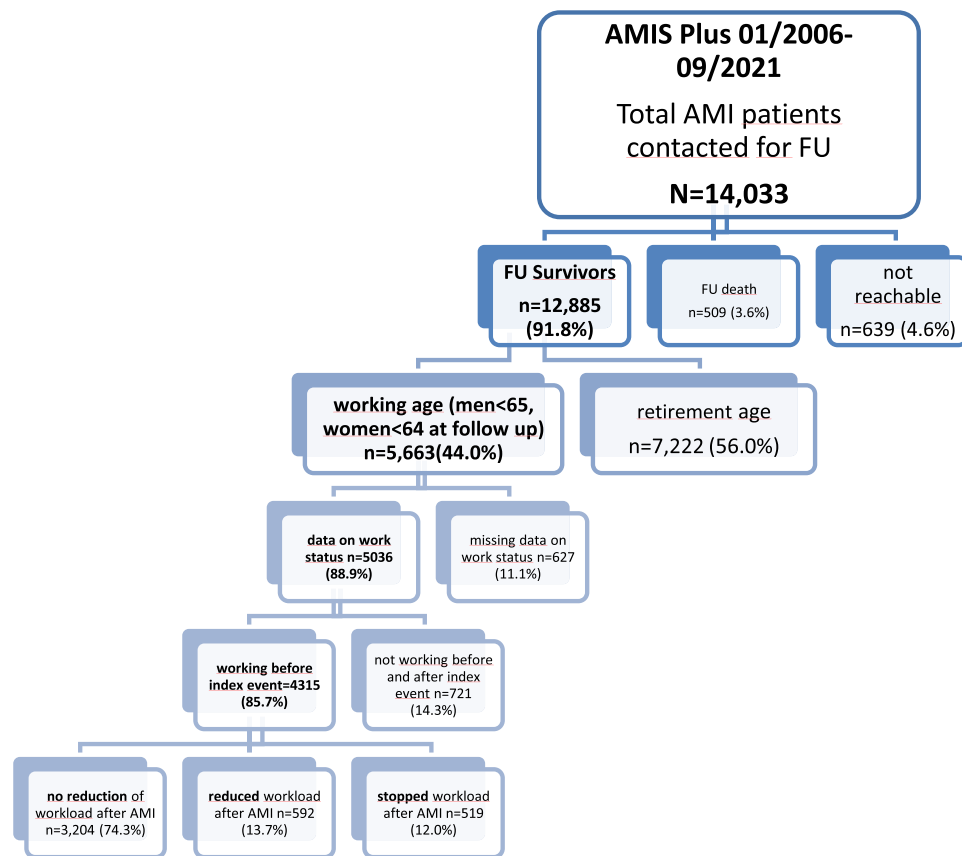 AMIS Plus 01/2006-
09/2021
Total AMI patients
contacted for FU
N=14,033
FU Survivors
n=12,885
(91.8%)
FU death
n=509 (3.6%)
not
reachable
n=639 (4.6%)
working age (men<65,
women<64 at follow up)
n=5,663(44.0%)
retirement age
n=7,222 (56.0%)
data on work
status n=5036
(88.9%)
missing data on
work status n=627
(11.1%)
working before
index event=4315
(85.7%)
not working before
and after index
event n=721
(14.3%)
no reduction of
workload after AMI
n=3,204 (74.3%)
reduced workload
after AMI n=592
(13.7%)
stopped workload
after AMI n=519
(12.0%)